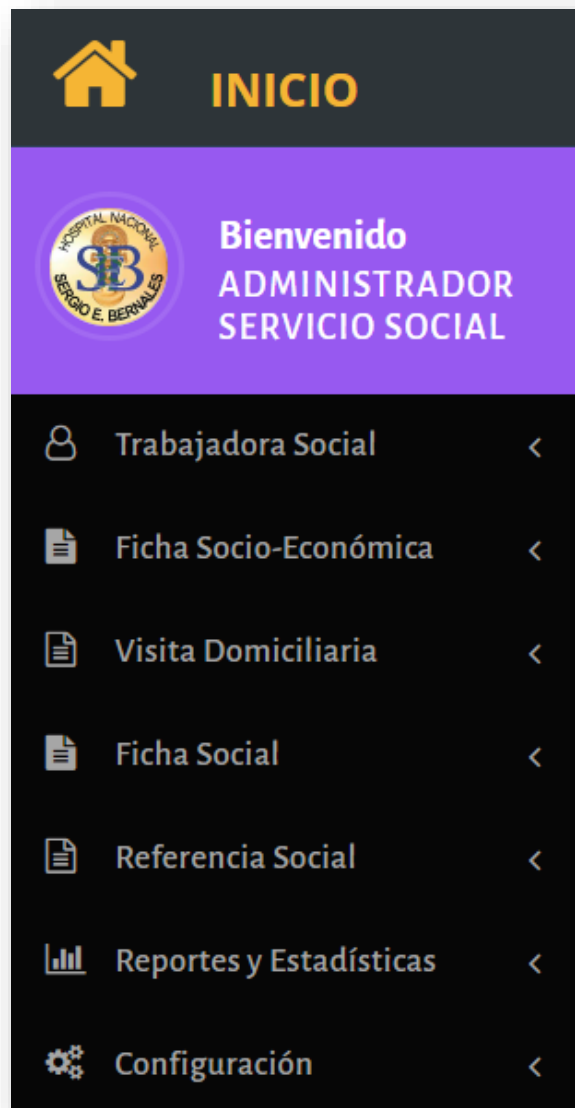 INICIO
HOSPITAL NACIONAL
SEB
SERGIO E. BERNALES
Bienvenido
ADMINISTRADOR
SERVICIO SOCIAL
Trabajadora Social
Ficha Socio-Económica
Visita Domiciliaria
Ficha Social
Referencia Social
Reportes y Estadísticas
Configuración